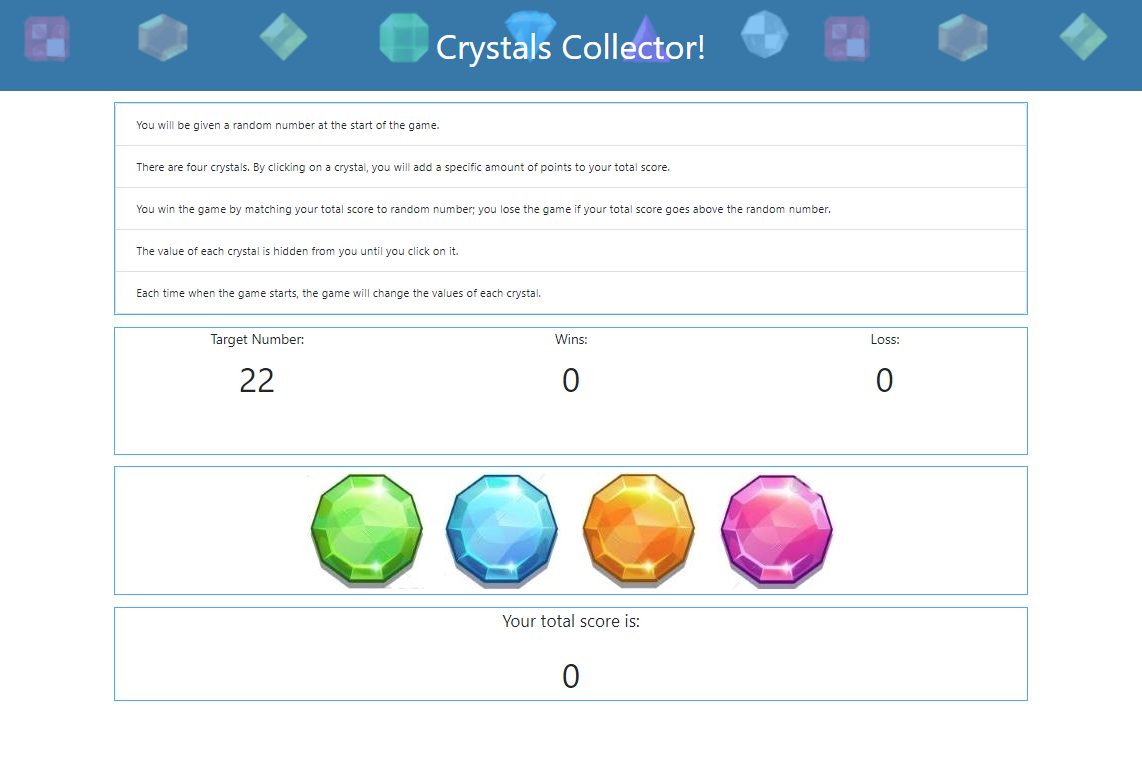 Crystals Collector!
You will be given a random number at the start of the game.
There are four crystals. By clicking on a crystal, you will add a specific amount of points to your total score.
You win the game by matching your total score to random number; you lose the game if your total score goes above the random number.
The value of each crystal is hidden from you until you click on it.
Each time when the game starts, the game will change the values of each crystal.
Target Number: Wins: Loss:
22 0 0
Your total score is:
0